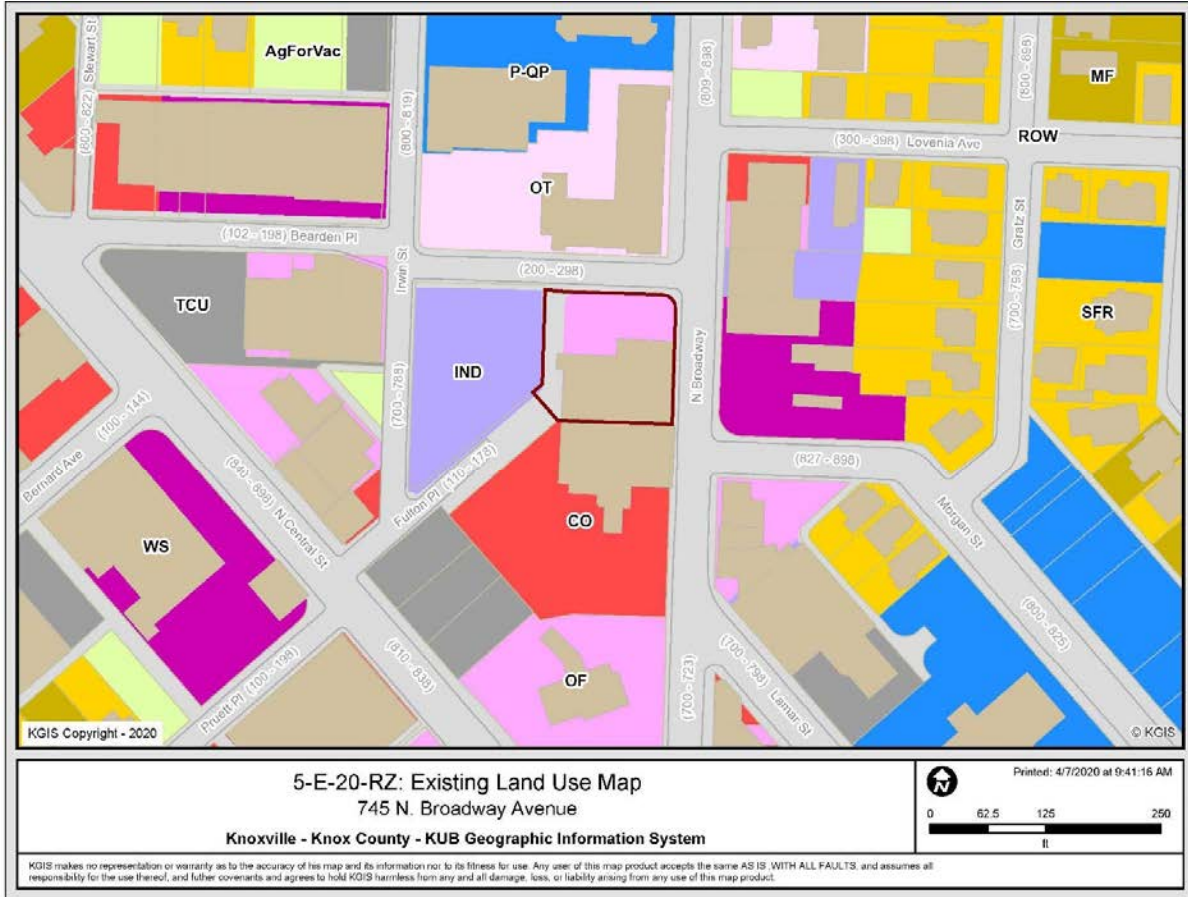 (600 - 822) Stewart St
AgForVac
(800 - 819)
P-QP
(809 - 898)
(800 - 898)
MF
(300 - 398) Lovenia Ave
ROW
OT
(102 - 198) Bearden Pl
Irwin St
(200 - 298)
Gratz St
(700 - 798)
TCU
SFR
IND
(700 - 788)
N Broadway
(100 - 144)
Bernard Ave
(840 - 898) N Central St
Fulton Pl (110 - 178)
(827 - 898)
Morgan St
(800 - 825)
WS
CO
(810 - 838)
Pruett Pl (100 - 198)
OF
(700 - 723)
(700 - 798) Lamar St
KGIS Copyright - 2020
© KGIS
5-E-20-RZ: Existing Land Use Map
745 N. Broadway Avenue
Knoxville - Knox County - KUB Geographic Information System
N
Printed: 4/7/2020 at 9:41:16 AM
0 62.5 125 250
ft
KGIS makes no representation or warranty as to the accuracy of his map and its information nor to its fitness for use. Any user of this map product accepts the same AS IS, WITH ALL FAULTS, and assumes all
responsibility for the use thereof, and futher covenants and agrees to hold KGIS harmless from any and all damage, loss, or liability arising from any use of this map product.